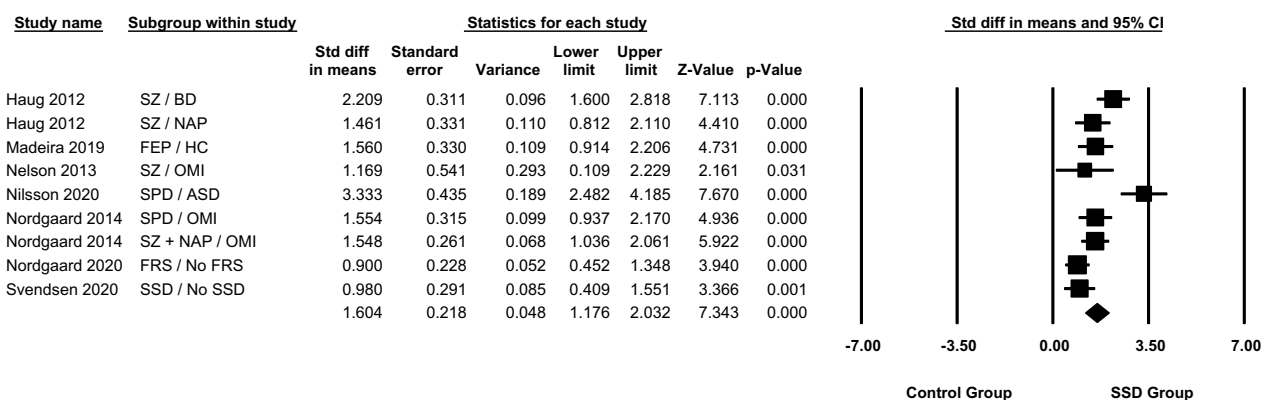 Study name Subgroup within study Statistics for each study Std diff in means and 95% CI
Std diff Standard Lower Upper
in means error Variance limit limit Z-Value p-Value
Haug 2012 SZ / BD 2.209 0.311 0.096 1.600 2.818 7.113 0.000
Haug 2012 SZ / NAP 1.461 0.331 0.110 0.812 2.110 4.410 0.000
Madeira 2019 FEP / HC 1.560 0.330 0.109 0.914 2.206 4.731 0.000
Nelson 2013 SZ / OMI 1.169 0.541 0.293 0.109 2.229 2.161 0.031
Nilsson 2020 SPD / ASD 3.333 0.435 0.189 2.482 4.185 7.670 0.000
Nordgaard 2014 SPD / OMI 1.554 0.315 0.099 0.937 2.170 4.936 0.000
Nordgaard 2014 SZ + NAP / OMI 1.548 0.261 0.068 1.036 2.061 5.922 0.000
Nordgaard 2020 FRS / No FRS 0.900 0.228 0.052 0.452 1.348 3.940 0.000
Svendsen 2020 SSD / No SSD 0.980 0.291 0.085 0.409 1.551 3.366 0.001
1.604 0.218 0.048 1.176 2.032 7.343 0.000
-7.00 -3.50 0.00 3.50 7.00
Control Group SSD Group